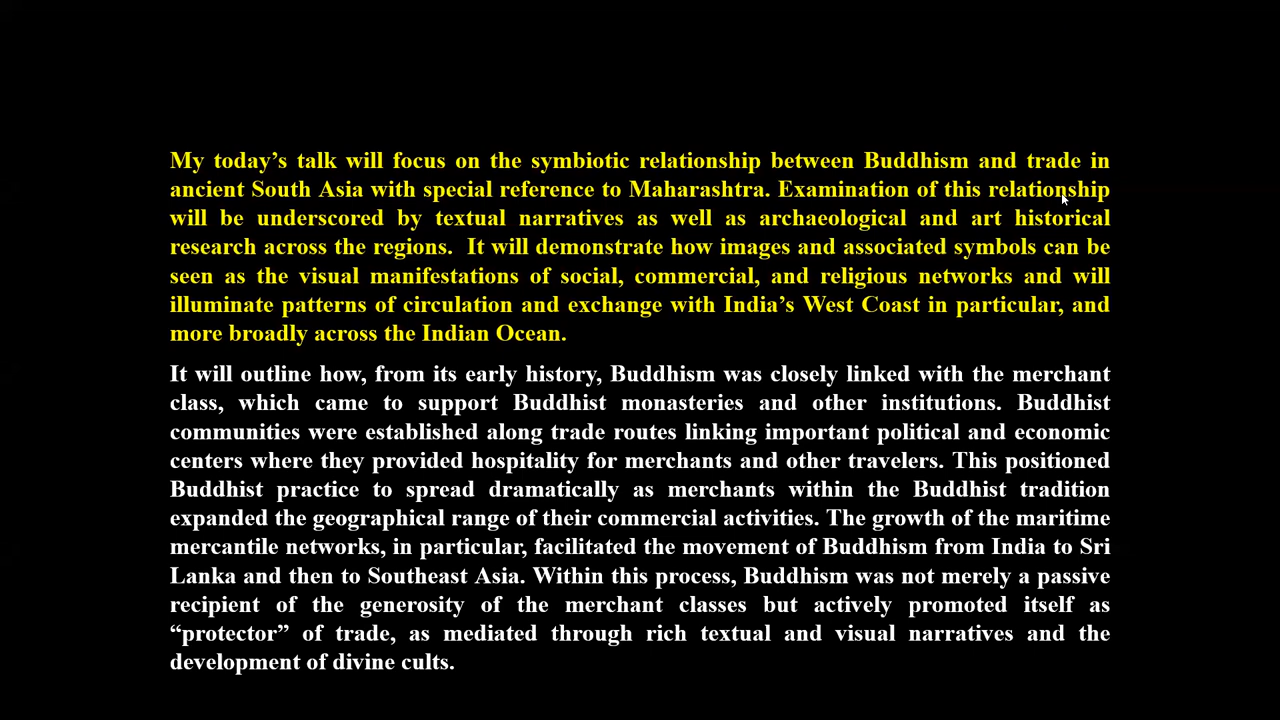 My today’s talk will focus on the symbiotic relationship between Buddhism and trade in
ancient South Asia with special reference to Maharashtra. Examination of this relationship
will be underscored by textual narratives as well as archaeological and art historical
research across the regions.  It will demonstrate how images and associated symbols can be
seen as the visual manifestations of social, commercial, and religious networks and will
illuminate patterns of circulation and exchange with India’s West Coast in particular, and
more broadly across the Indian Ocean.
It will outline how, from its early history, Buddhism was closely linked with the merchant
class, which came to support Buddhist monasteries and other institutions. Buddhist
communities were established along trade routes linking important political and economic
centers where they provided hospitality for merchants and other travelers. This positioned
Buddhist practice to spread dramatically as merchants within the Buddhist tradition
expanded the geographical range of their commercial activities. The growth of the maritime
mercantile networks, in particular, facilitated the movement of Buddhism from India to Sri
Lanka and then to Southeast Asia. Within this process, Buddhism was not merely a passive
recipient of the generosity of the merchant classes but actively promoted itself as
“protector” of trade, as mediated through rich textual and visual narratives and the
development of divine cults.